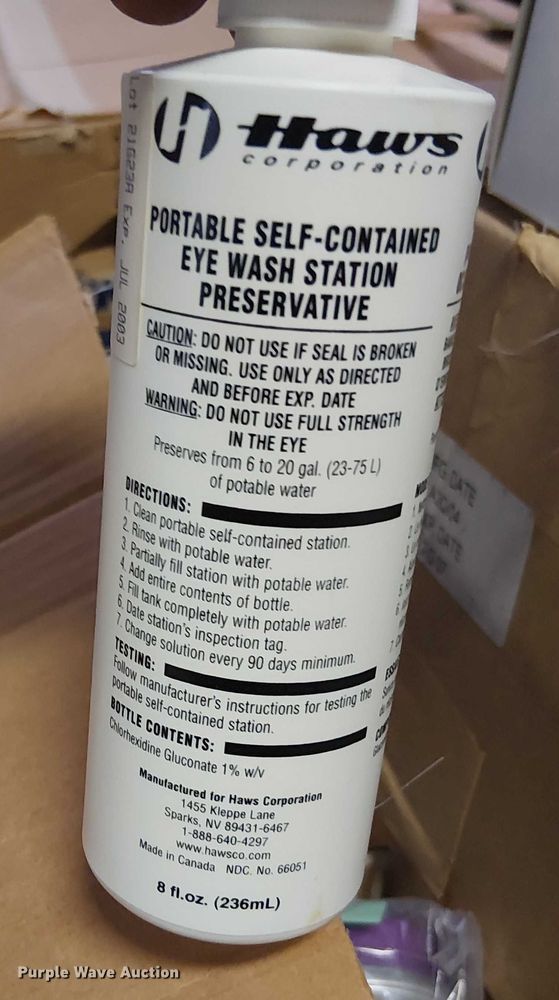 Lot 21G23A Exp. JUL 2003
Haws
corporation
PORTABLE SELF-CONTAINED
EYE WASH STATION
PRESERVATIVE
CAUTION: DO NOT USE IF SEAL IS BROKEN
OR MISSING. USE ONLY AS DIRECTED
AND BEFORE EXP. DATE
WARNING: DO NOT USE FULL STRENGTH
IN THE EYE
Preserves from 6 to 20 gal. (23-75 L)
of potable water
DIRECTIONS:
1. Clean portable self-contained station.
2. Rinse with potable water.
3. Partially fill station with potable water.
4. Add entire contents of bottle.
5. Fill tank completely with potable water.
6. Date station's inspection tag.
7. Change solution every 90 days minimum.
TESTING:
Follow manufacturer's instructions for testing the
portable self-contained station.
BOTTLE CONTENTS:
Chlorhexidine Gluconate 1% w/v
Manufactured for Haws Corporation
1455 Kleppe Lane
Sparks, NV 89431-6467
1-888-640-4297
www.hawsco.com
Made in Canada NDC. No. 66051
8 fl.oz. (236mL)
DATE
DATE
Purple Wave Auction